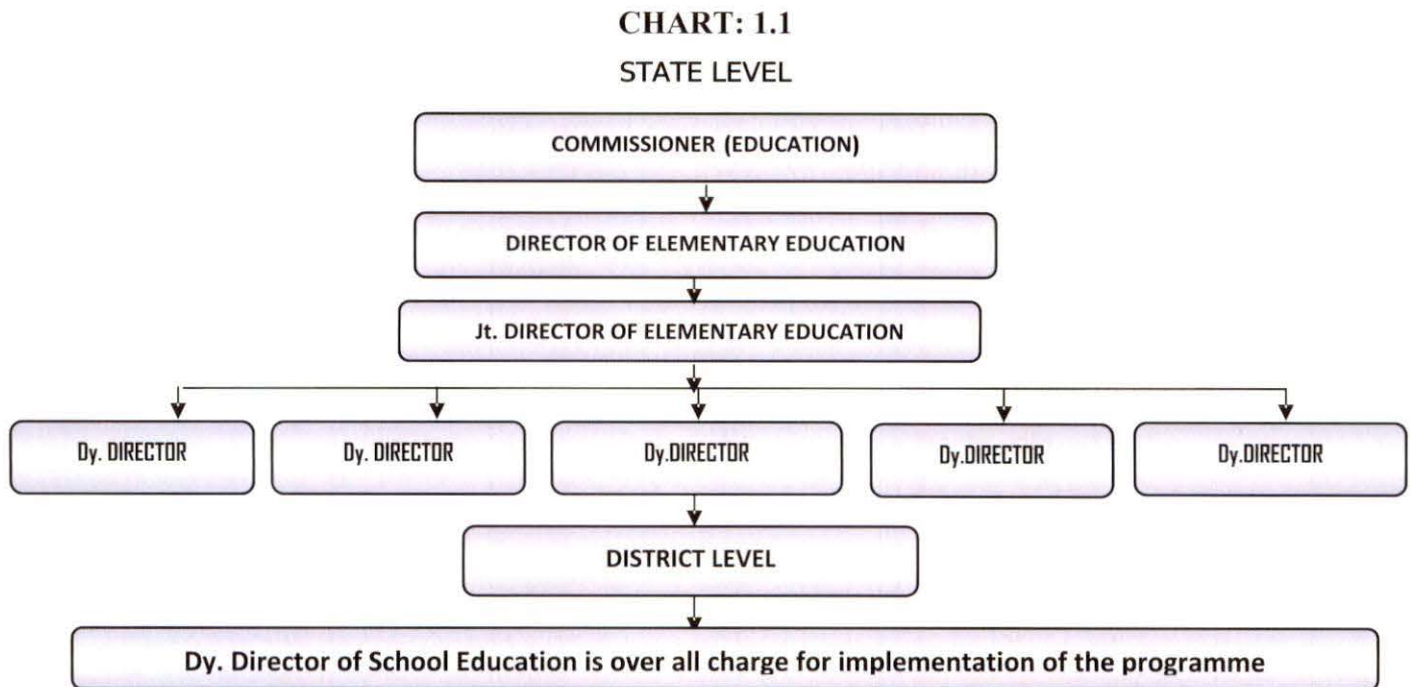 CHART: 1.1
STATE LEVEL
COMMISSIONER (EDUCATION)
DIRECTOR OF ELEMENTARY EDUCATION
Jt. DIRECTOR OF ELEMENTARY EDUCATION
Dy. DIRECTOR
Dy. DIRECTOR
Dy.DIRECTOR
Dy.DIRECTOR
Dy.DIRECTOR
DISTRICT LEVEL
Dy. Director of School Education is over all charge for implementation of the programme